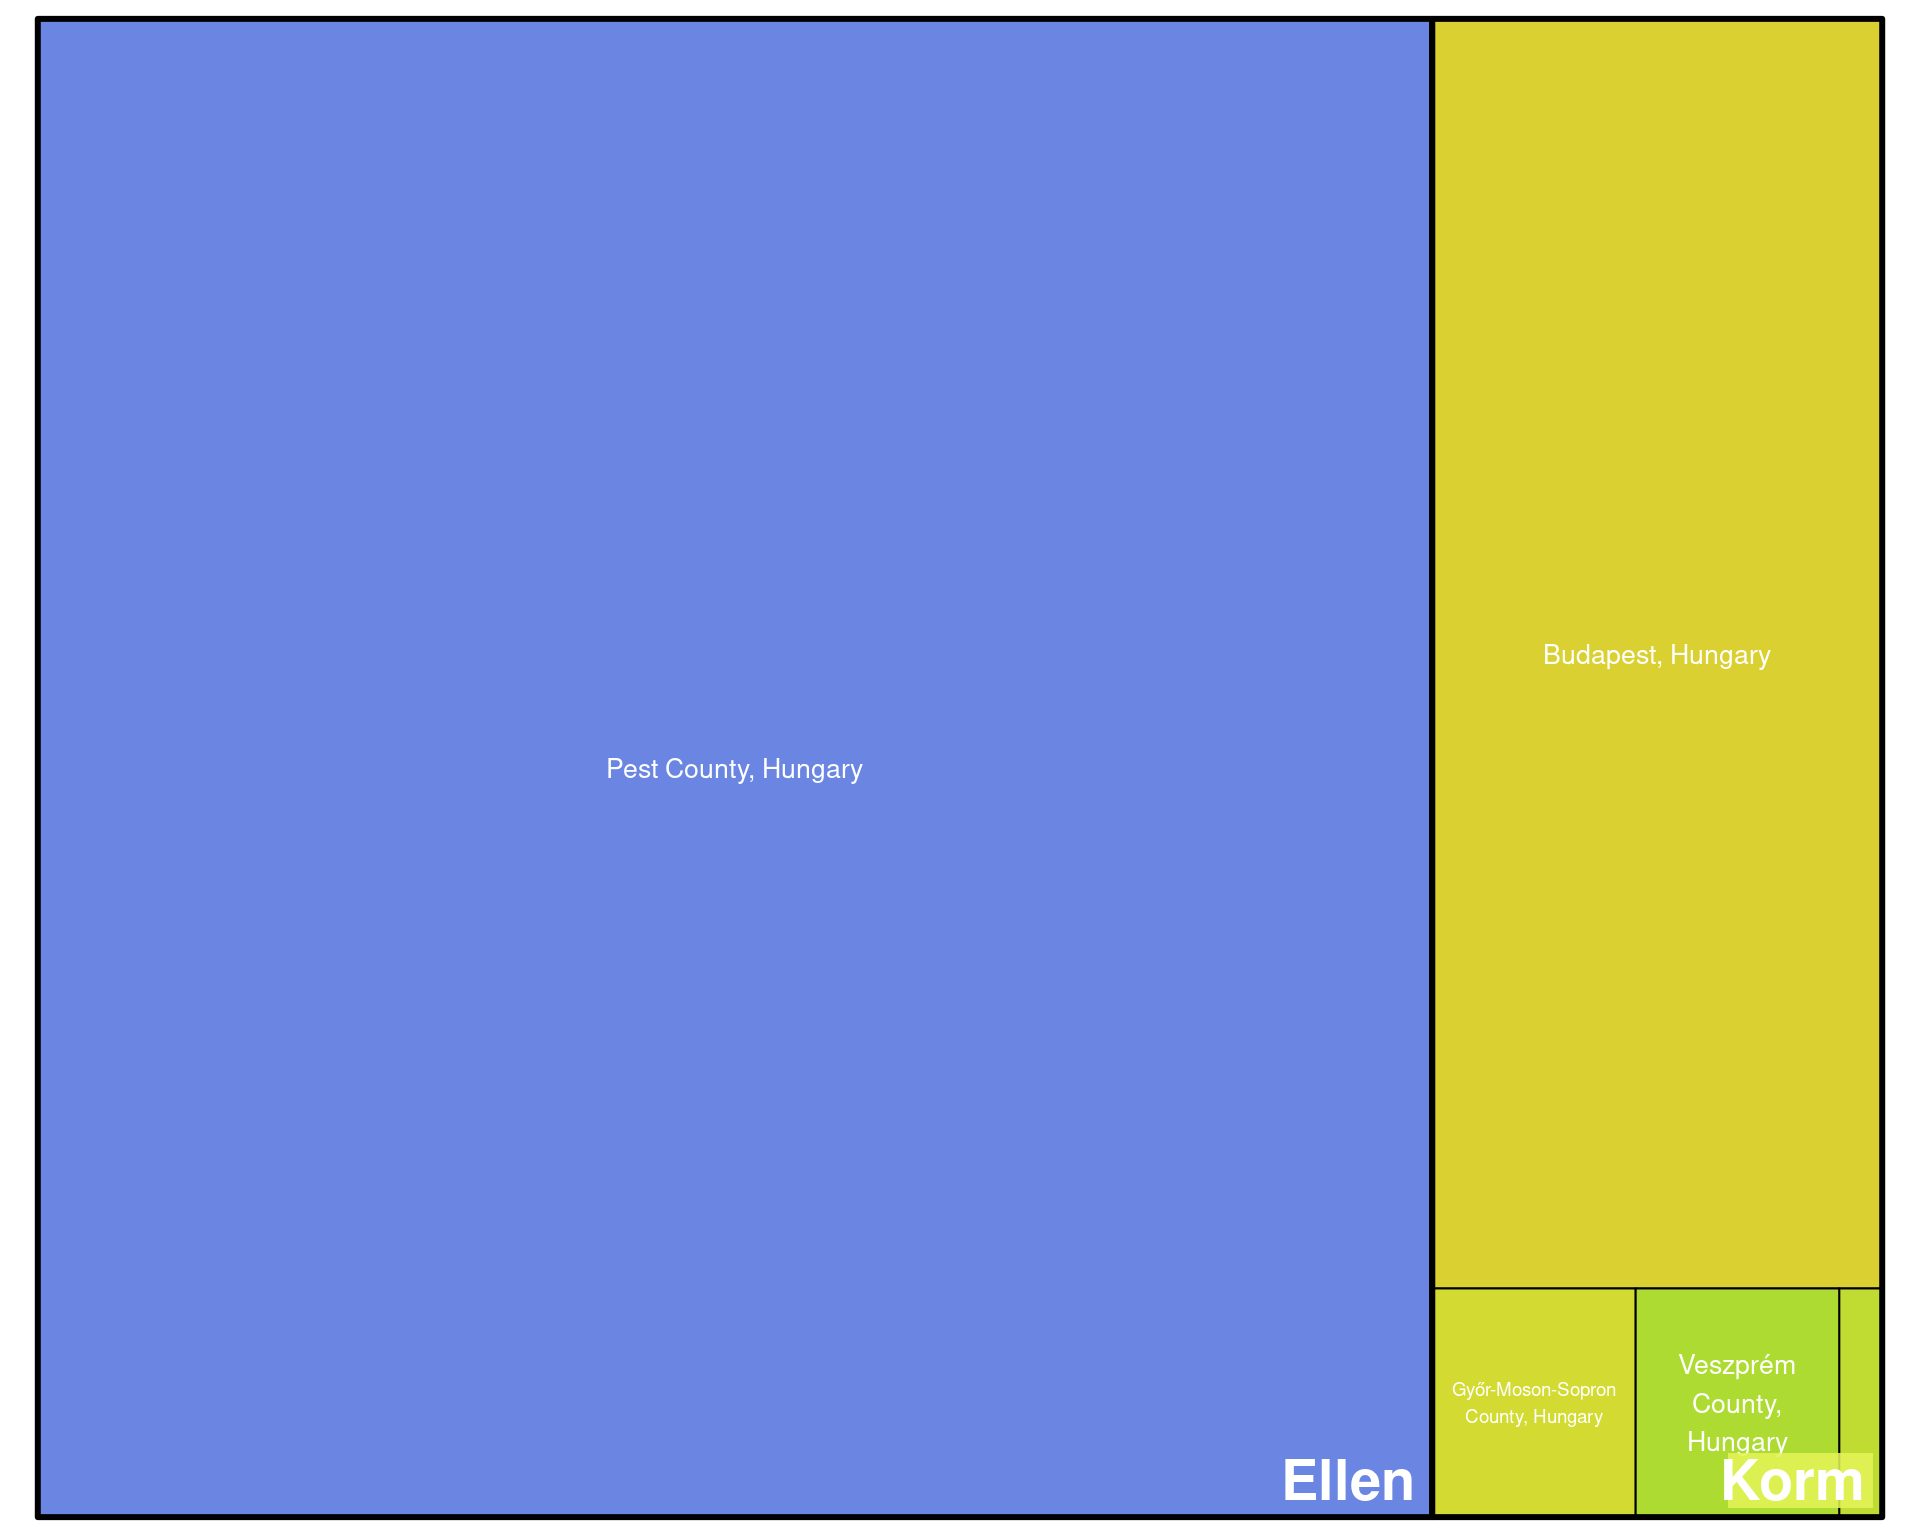 Budapest, Hungary
Pest County, Hungary
Győr-Moson-Sopron
County, Hungary
Veszprém
County,
Hungary
Ellen
Korm